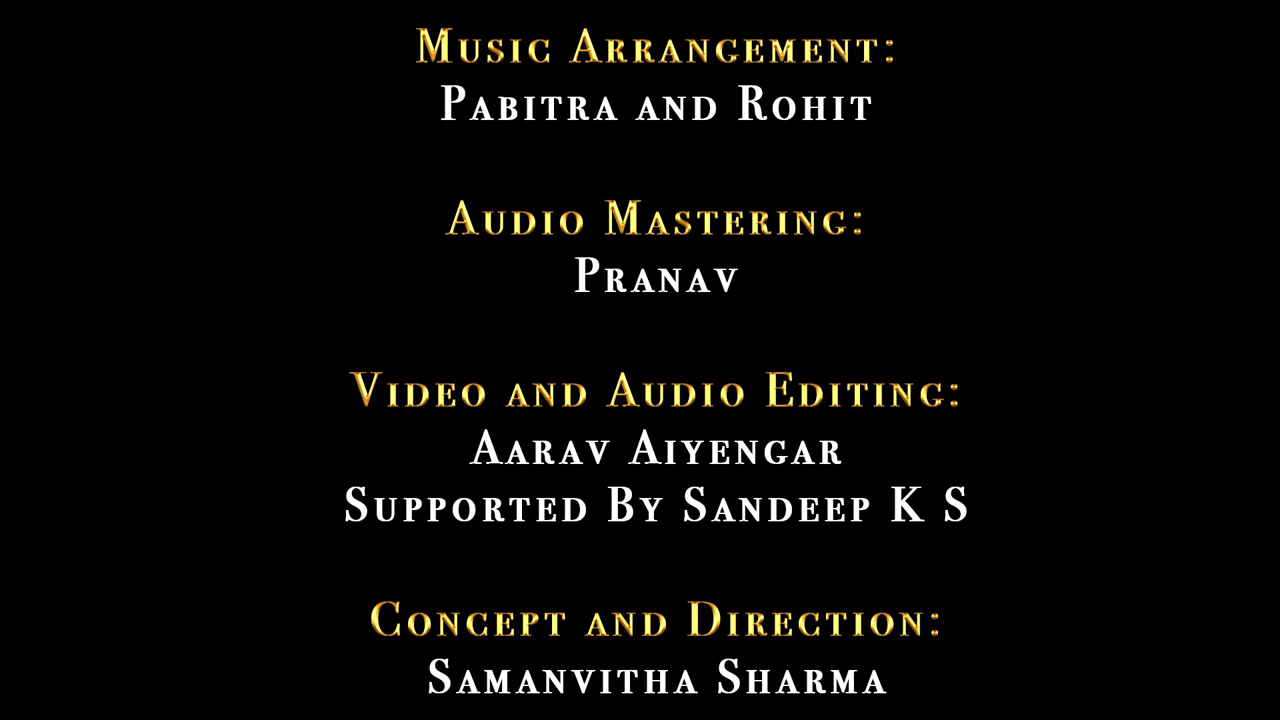 Music Arrangement:
Pabitra and Rohit
Audio Mastering:
Pranav
Video and Audio Editing:
Aarav Aiyengar
Supported By Sandeep K S
Concept and Direction:
Samanvitha Sharma